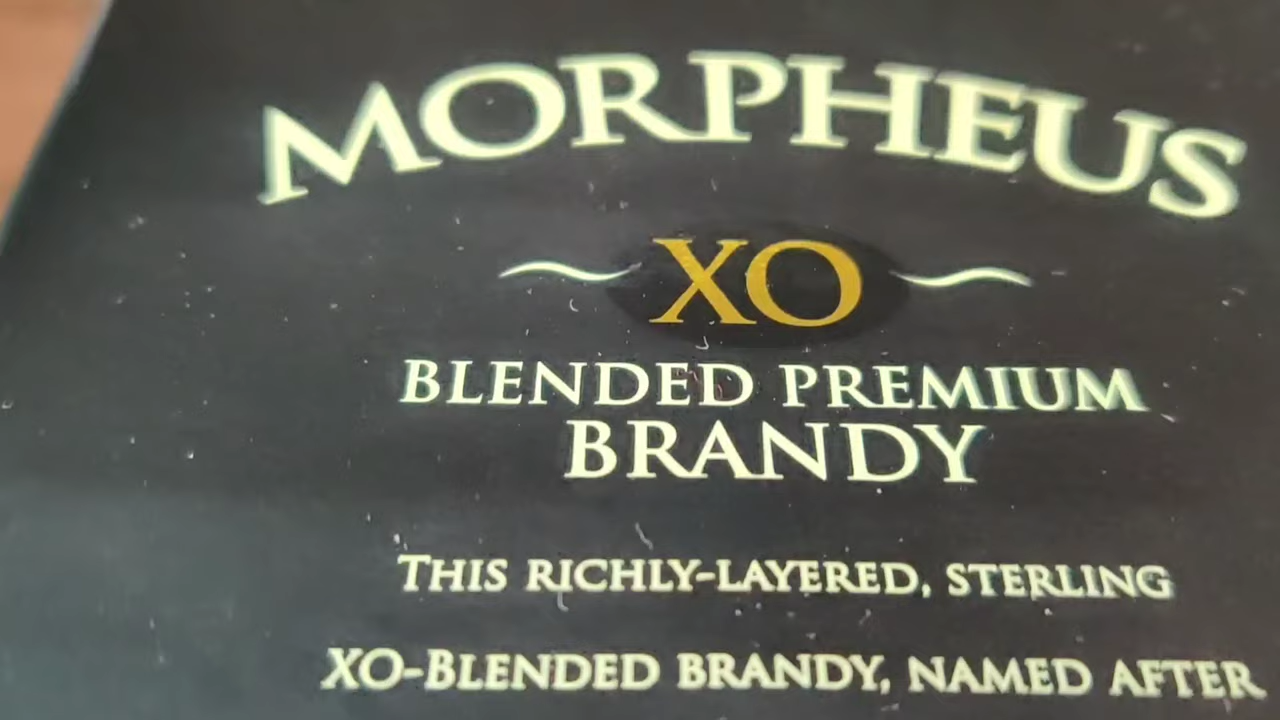 MORPHEUS
XO
BLENDED PREMIUM
BRANDY
THIS RICHLY-LAYERED, STERLING
XO-BLENDED BRANDY, NAMED AFTER